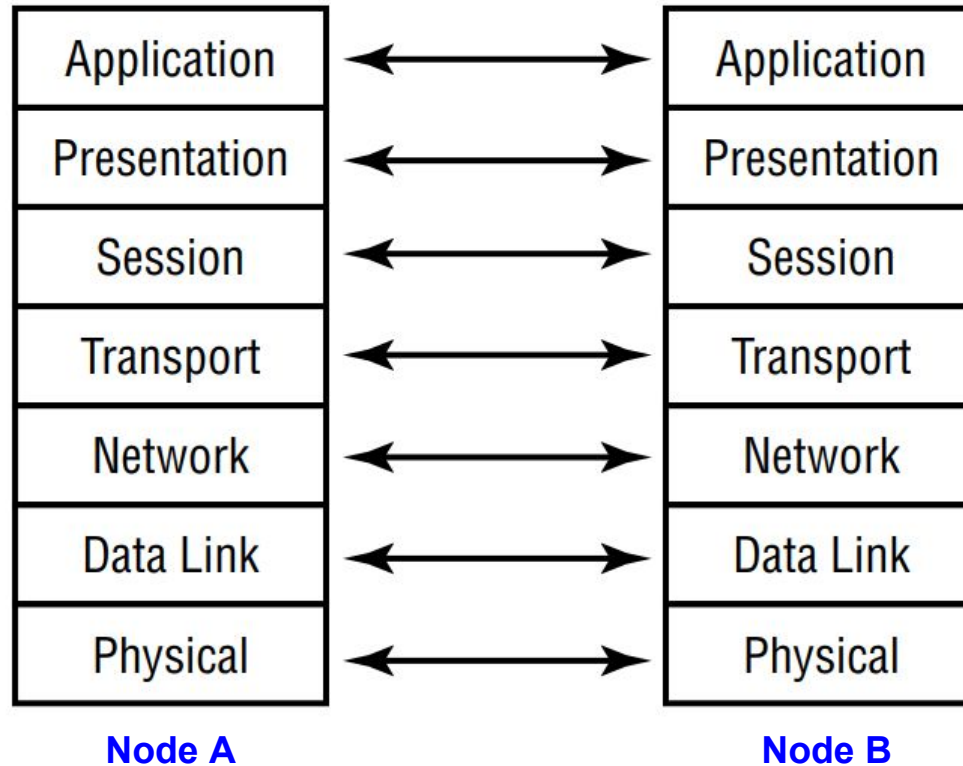 Application Application
Presentation Presentation
Session Session
Transport Transport
Network Network
Data Link Data Link
Physical Physical
Node A Node B